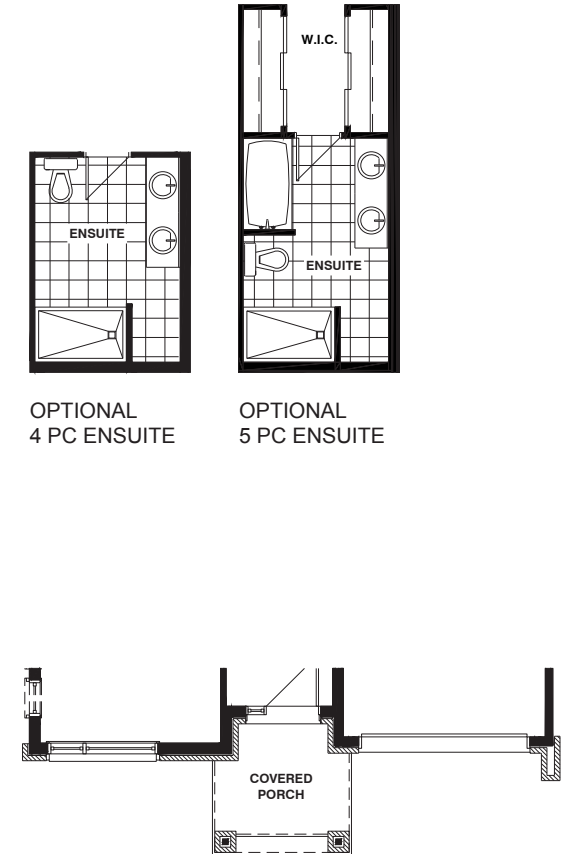 W.I.C.
ENSUITE
ENSUITE
OPTIONAL
4 PC ENSUITE
OPTIONAL
5 PC ENSUITE
COVERED
PORCH